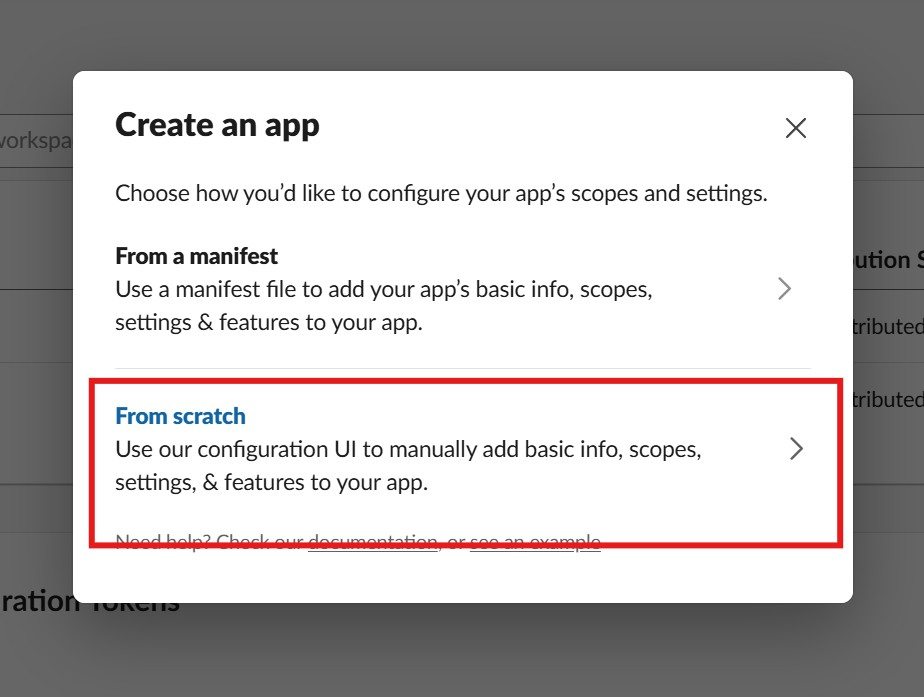 Create an app
workspa
Choose how you’d like to configure your app’s scopes and settings.
From a manifest
Use a manifest file to add your app’s basic info, scopes,
settings & features to your app.
bution S
tributed
From scratch
tributed
Use our configuration UI to manually add basic info, scopes,
settings, & features to your app.
Need help? Check our documentation, or see an example
ration Tokens